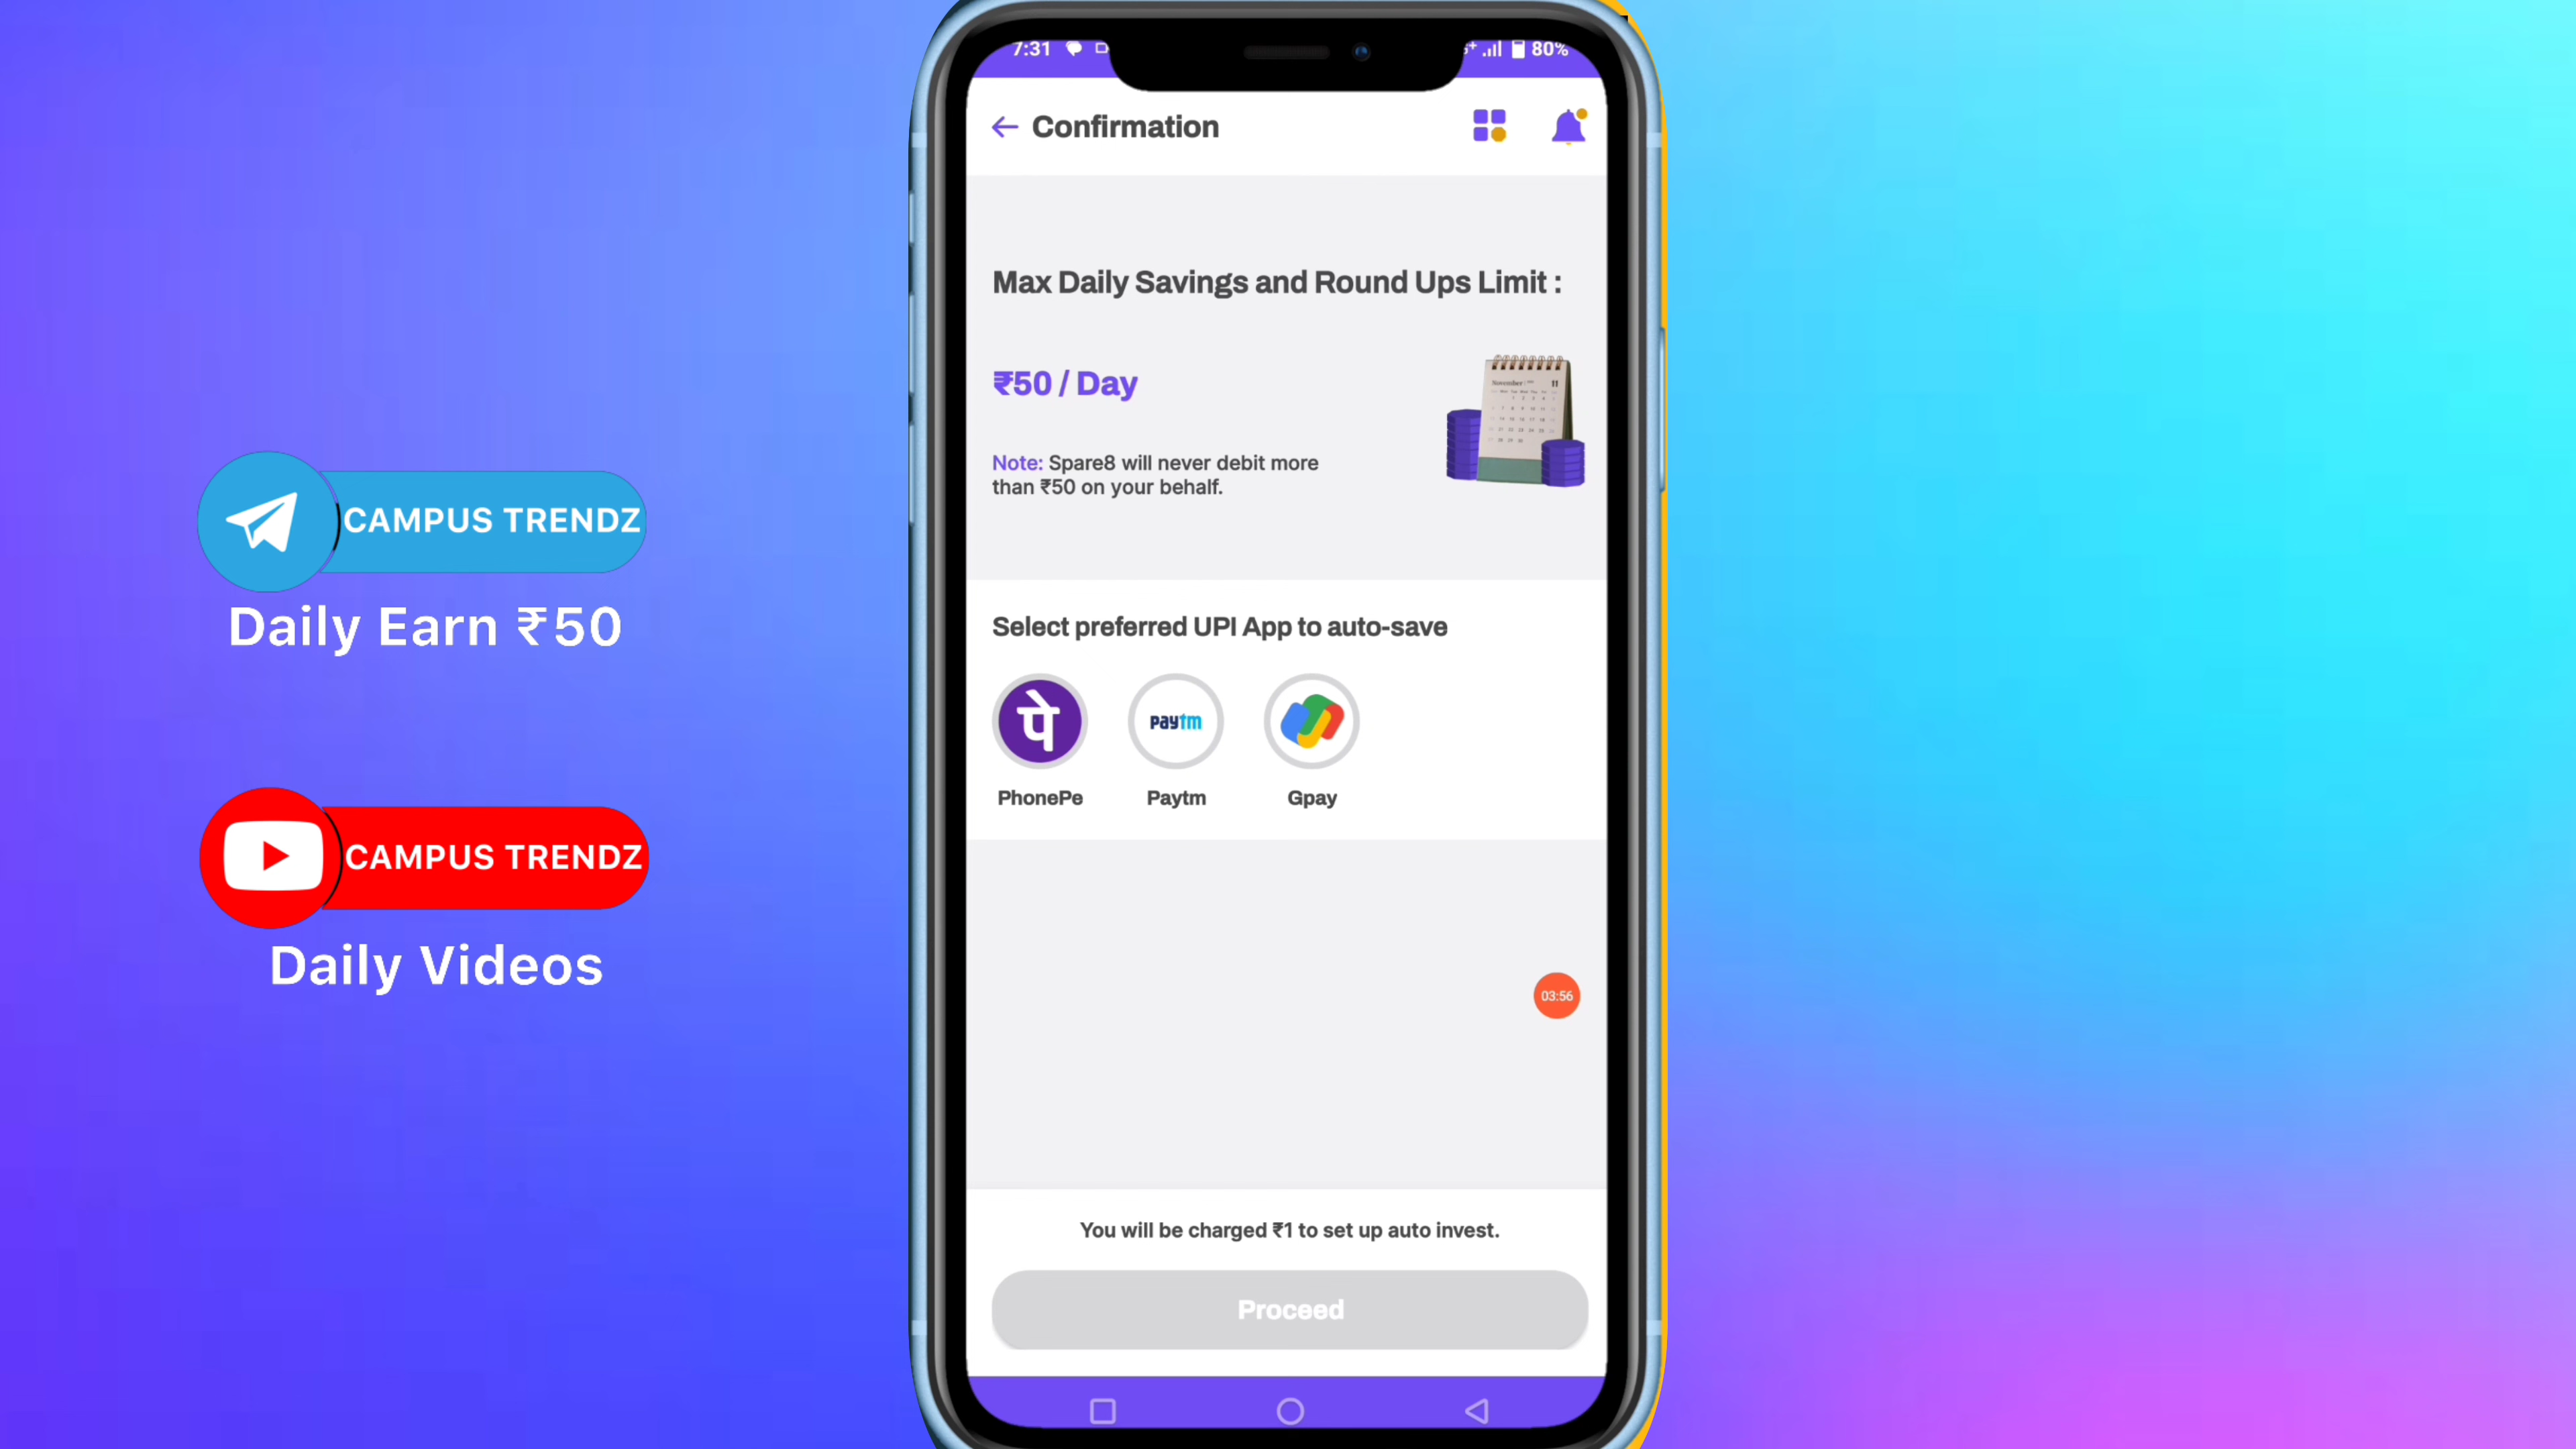 7:31
80%
Confirmation
Max Daily Savings and Round Ups Limit :
₹50 / Day
Note: Spare8 will never debit more
than ₹50 on your behalf.
November
11
Select preferred UPI App to auto-save
पे
paytm
PhonePe
Paytm
Gpay
03:56
You will be charged ₹1 to set up auto invest.
Proceed
CAMPUS TRENDZ
Daily Earn ₹50
CAMPUS TRENDZ
Daily Videos